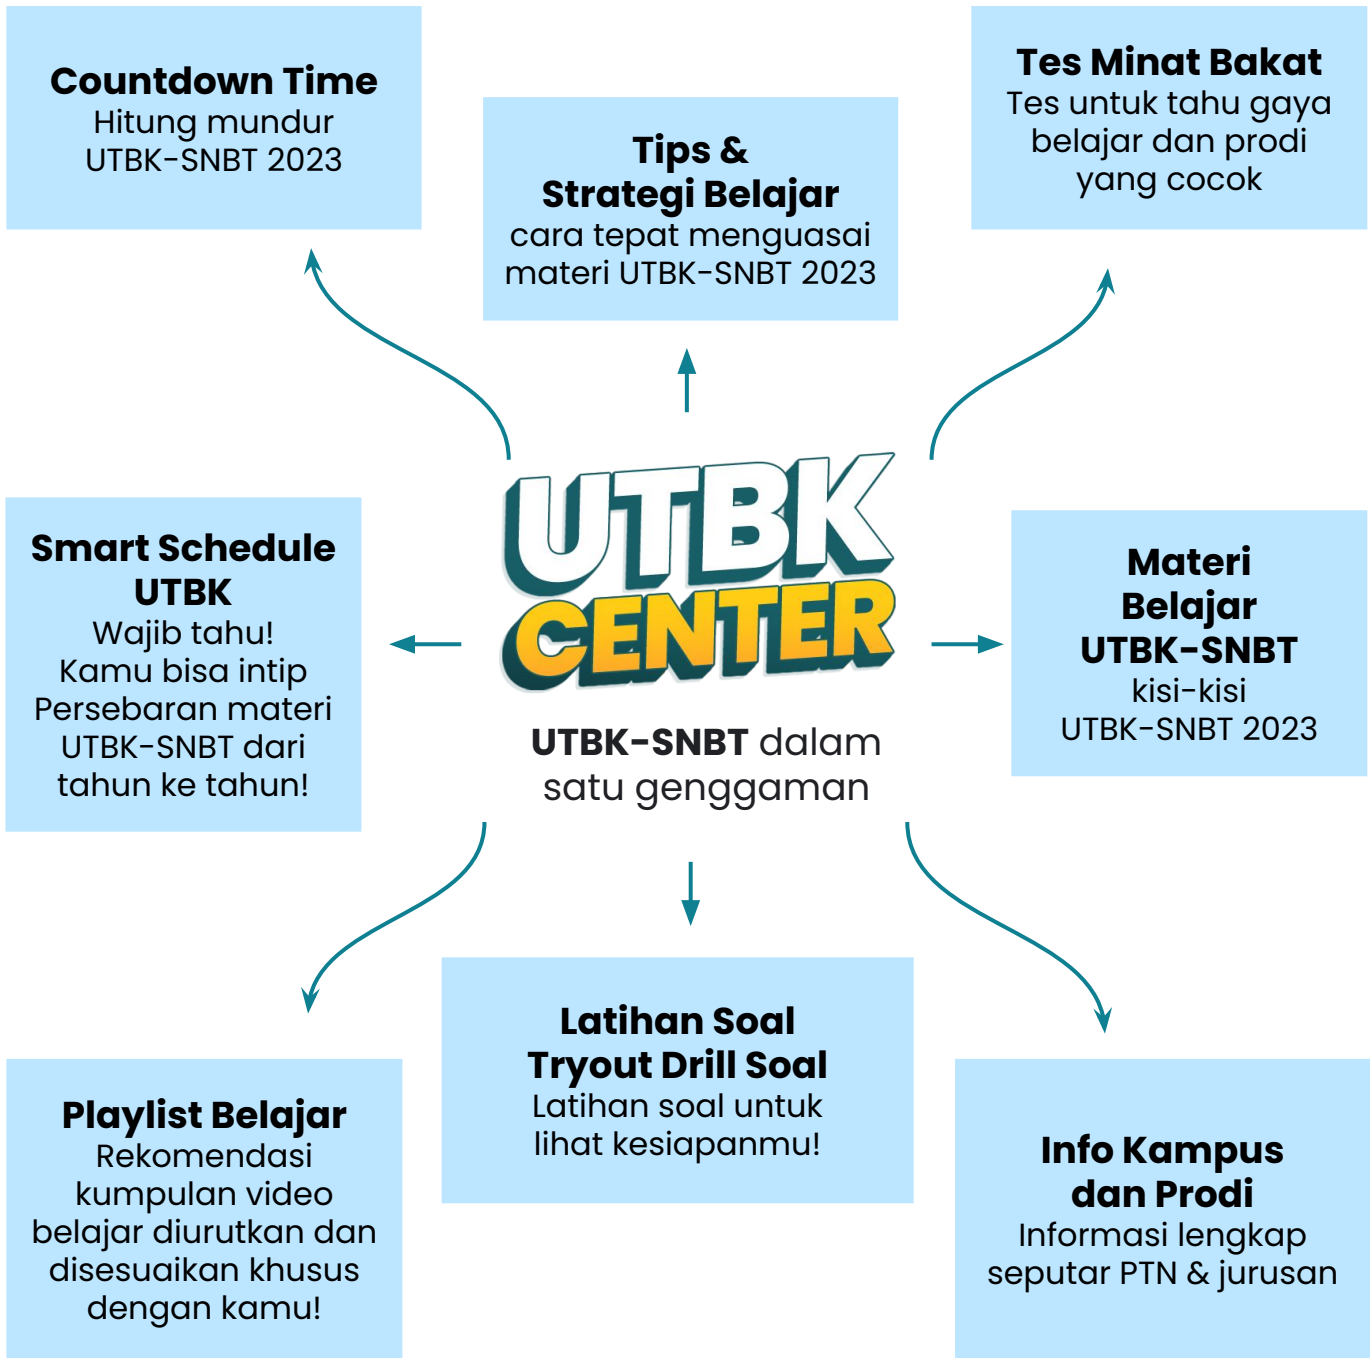 Countdown Time
Hitung mundur
UTBK-SNBT 2023
Tips &
Strategi Belajar
cara tepat menguasai
materi UTBK-SNBT 2023
Tes Minat Bakat
Tes untuk tahu gaya
belajar dan prodi
yang cocok
Smart Schedule
UTBK
Wajib tahu!
Kamu bisa intip
Persebaran materi
UTBK-SNBT dari
tahun ke tahun!
UTBK
CENTER
UTBK-SNBT dalam
satu genggaman
Materi
Belajar
UTBK-SNBT
kisi-kisi
UTBK-SNBT 2023
Playlist Belajar
Rekomendasi
kumpulan video
belajar diurutkan dan
disesuaikan khusus
dengan kamu!
Latihan Soal
Tryout Drill Soal
Latihan soal untuk
lihat kesiapanmu!
Info Kampus
dan Prodi
Informasi lengkap
seputar PTN & jurusan